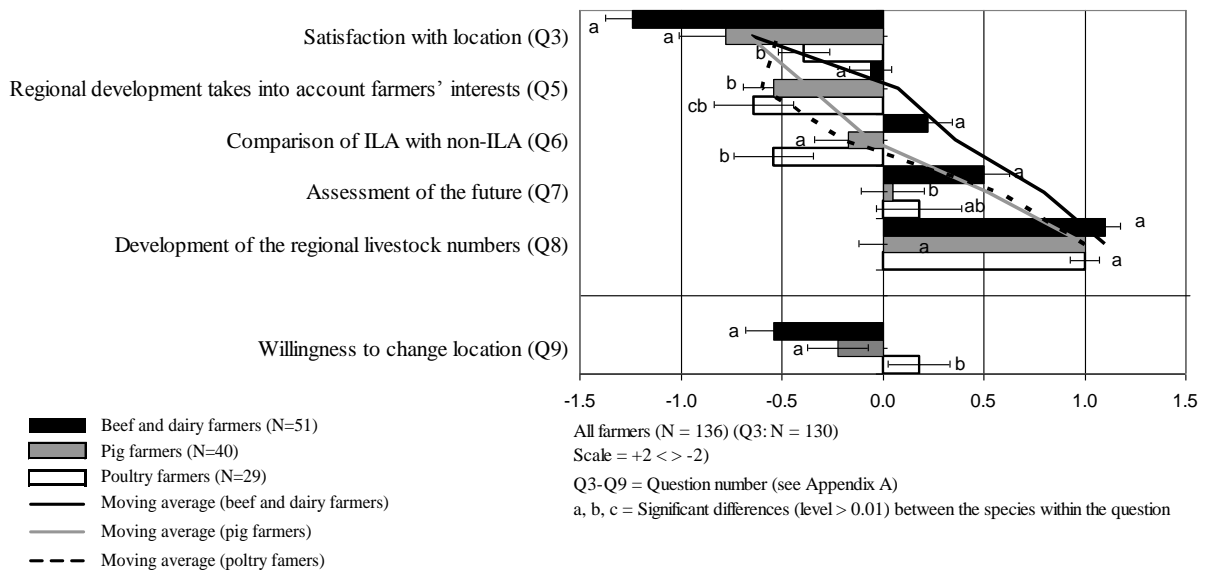 Satisfaction with location (Q3)
a
a
b
Regional development takes into account farmers' interests (Q5)
a
b
cb
Comparison of ILA with non-ILA (Q6)
a
a
b
Assessment of the future (Q7)
a
b
ab
Development of the regional livestock numbers (Q8)
a
a
a
Willingness to change location (Q9)
a
a
b
-1.5 -1.0 -0.5 0.0 0.5 1.0 1.5
Beef and dairy farmers (N=51)
Pig farmers (N=40)
Poultry farmers (N=29)
Moving average (beef and dairy farmers)
Moving average (pig farmers)
Moving average (poltry famers)
All farmers (N = 136) (Q3: N = 130)
Scale = +2 < > -2)
Q3-Q9 = Question number (see Appendix A)
a, b, c = Significant differences (level > 0.01) between the species within the question